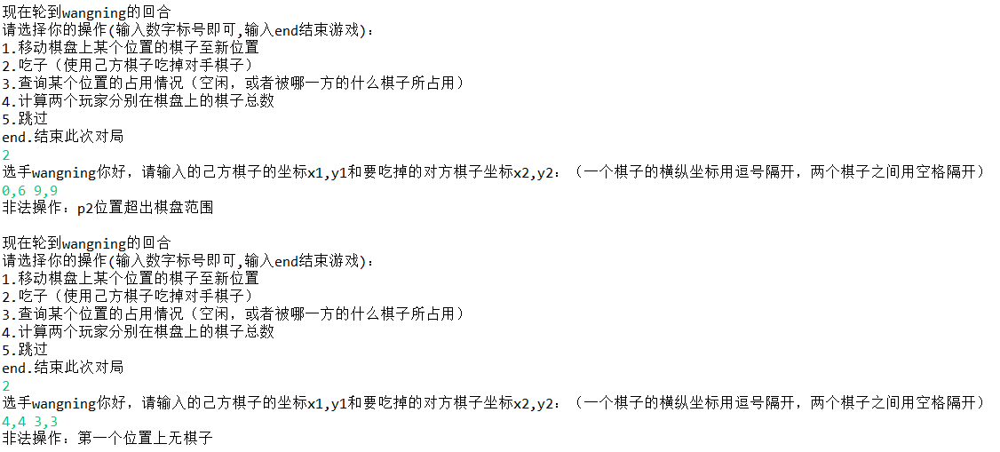 现在轮到wangning的回合
请选择你的操作(输入数字标号即可,输入end结束游戏):
1.移动棋盘上某个位置的棋子至新位置
2.吃子（使用己方棋子吃掉对手棋子）
3.查询某个位置的占用情况（空闲，或者被哪一方的什么棋子所占用）
4.计算两个玩家分别在棋盘上的棋子总数
5.跳过
end.结束此次对局
2
选手wangning你好，请输入的己方棋子的坐标x1,y1和要吃掉的对方棋子坐标x2,y2：（一个棋子的横纵坐标用逗号隔开，两个棋子之间用空格隔开）
0,6 9,9
非法操作：p2位置超出棋盘范围
现在轮到wangning的回合
请选择你的操作(输入数字标号即可,输入end结束游戏):
1.移动棋盘上某个位置的棋子至新位置
2.吃子（使用己方棋子吃掉对手棋子）
3.查询某个位置的占用情况（空闲，或者被哪一方的什么棋子所占用）
4.计算两个玩家分别在棋盘上的棋子总数
5.跳过
end.结束此次对局
2
选手wangning你好，请输入的己方棋子的坐标x1,y1和要吃掉的对方棋子坐标x2,y2：（一个棋子的横纵坐标用逗号隔开，两个棋子之间用空格隔开）
4,4 3,3
非法操作：第一个位置上无棋子